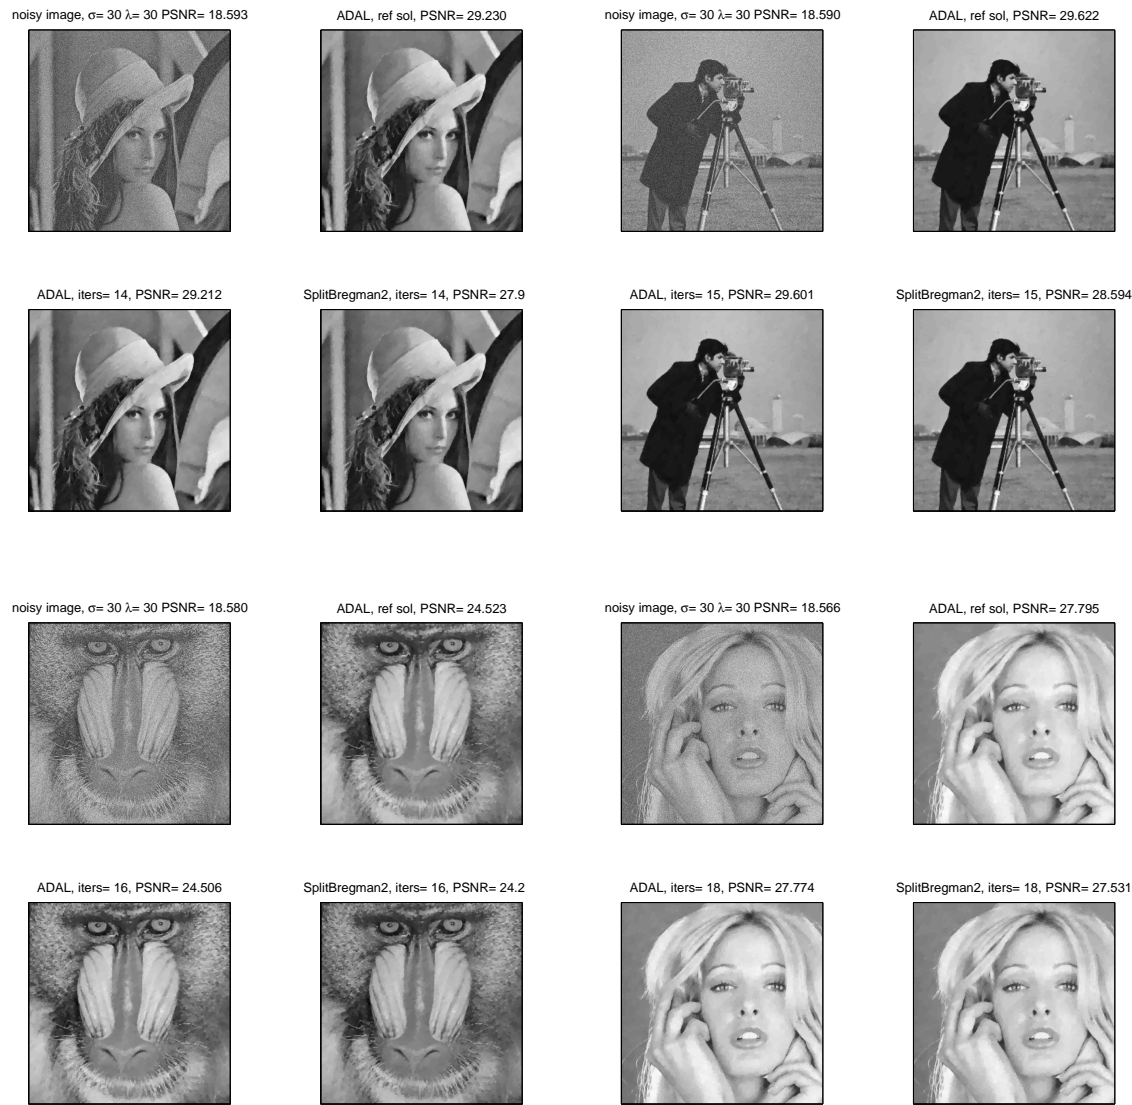 noisy image, σ= 30 λ= 30 PSNR= 18.593
ADAL, ref sol, PSNR= 29.230
noisy image, σ= 30 λ= 30 PSNR= 18.590
ADAL, ref sol, PSNR= 29.622
ADAL, iters= 14, PSNR= 29.212
SplitBregman2, iters= 14, PSNR= 27.9
ADAL, iters= 15, PSNR= 29.601
SplitBregman2, iters= 15, PSNR= 28.594
noisy image, σ= 30 λ= 30 PSNR= 18.580
ADAL, ref sol, PSNR= 24.523
noisy image, σ= 30 λ= 30 PSNR= 18.566
ADAL, ref sol, PSNR= 27.795
ADAL, iters= 16, PSNR= 24.506
SplitBregman2, iters= 16, PSNR= 24.2
ADAL, iters= 18, PSNR= 27.774
SplitBregman2, iters= 18, PSNR= 27.531